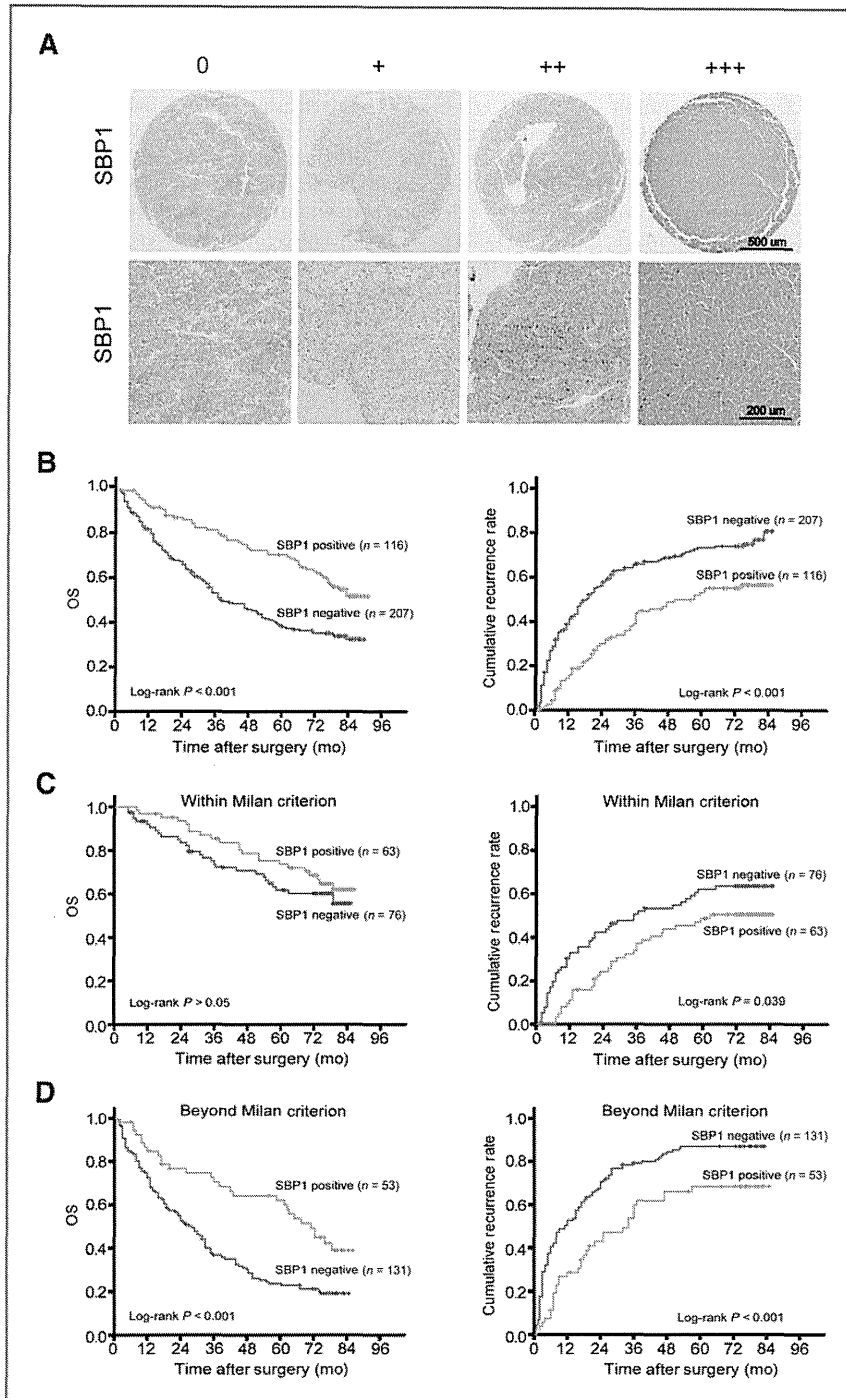 A
0 + ++ +++
SBP1
500 um
SBP1
200 um
B
OS
1.0
0.8
0.6
0.4
0.2
0.0
SBP1 positive (n = 116)
SBP1 negative (n = 207)
Log-rank P < 0.001
0 12 24 36 48 60 72 84 96
Time after surgery (mo)
Cumulative recurrence rate
1.0
0.8
0.6
0.4
0.2
0.0
SBP1 negative (n = 207)
SBP1 positive (n = 116)
Log-rank P < 0.001
0 12 24 36 48 60 72 84 96
Time after surgery (mo)
C
Within Milan criterion
OS
1.0
0.8
0.6
0.4
0.2
0.0
SBP1 positive (n = 63)
SBP1 negative (n = 76)
Log-rank P > 0.05
0 12 24 36 48 60 72 84 96
Time after surgery (mo)
Within Milan criterion
Cumulative recurrence rate
1.0
0.8
0.6
0.4
0.2
0.0
SBP1 negative (n = 76)
SBP1 positive (n = 63)
Log-rank P = 0.039
0 12 24 36 48 60 72 84 96
Time after surgery (mo)
D
Beyond Milan criterion
OS
1.0
0.8
0.6
0.4
0.2
0.0
SBP1 positive (n = 53)
SBP1 negative (n = 131)
Log-rank P < 0.001
0 12 24 36 48 60 72 84 96
Time after surgery (mo)
Beyond Milan criterion
Cumulative recurrence rate
1.0
0.8
0.6
0.4
0.2
0.0
SBP1 negative (n = 131)
SBP1 positive (n = 53)
Log-rank P < 0.001
0 12 24 36 48 60 72 84 96
Time after surgery (mo)